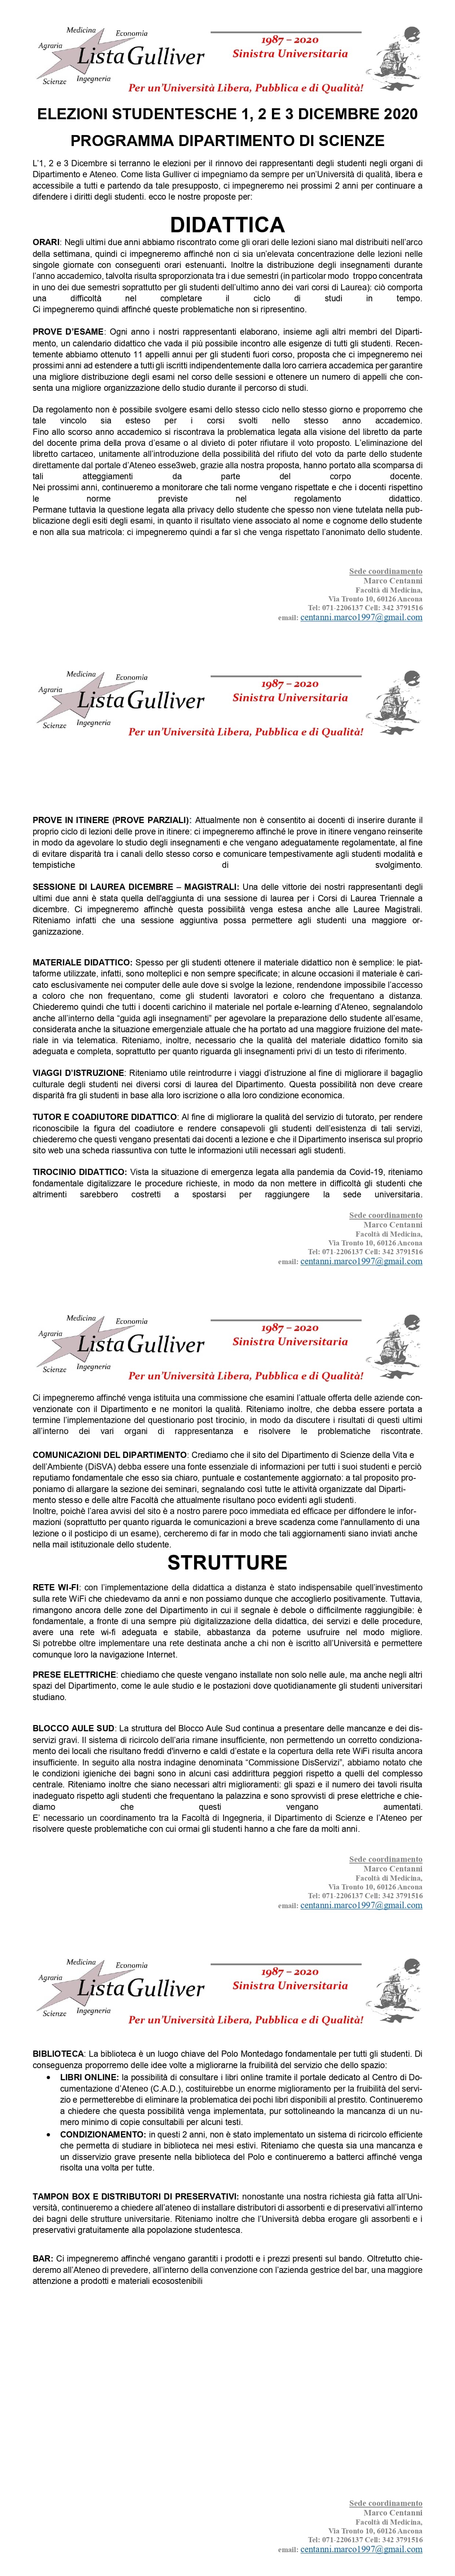 Medicina
Economia
Agraria
Lista Gulliver
Scienze
Ingegneria
1987 – 2020
Sinistra Universitaria
Per un'Università Libera, Pubblica e di Qualità!
ELEZIONI STUDENTESCHE 1, 2 E 3 DICEMBRE 2020
PROGRAMMA DIPARTIMENTO DI SCIENZE
L'1, 2 e 3 Dicembre si terranno le elezioni per il rinnovo dei rappresentanti degli studenti negli organi di
Dipartimento e Ateneo. Come lista Gulliver ci impegniamo da sempre per un'Università di qualità, libera e
accessibile a tutti e partendo da tale presupposto, ci impegneremo nei prossimi 2 anni per continuare a
difendere i diritti degli studenti. ecco le nostre proposte per:
DIDATTICA
ORARI: Negli ultimi due anni abbiamo riscontrato come gli orari delle lezioni siano mal distribuiti nell'arco
della settimana, quindi ci impegneremo affinché non ci sia un'elevata concentrazione delle lezioni nelle
singole giornate con conseguenti orari estenuanti. Inoltre la distribuzione degli insegnamenti durante
l'anno accademico, talvolta risulta sproporzionata tra i due semestri (in particolar modo troppo concentrata
in uno dei due semestri soprattutto per gli studenti dell'ultimo anno dei vari corsi di Laurea): ciò comporta
una difficoltà nel completare il ciclo di studi in tempo.
Ci impegneremo quindi affinché queste problematiche non si ripresentino.
PROVE D'ESAME: Ogni anno i nostri rappresentanti elaborano, insieme agli altri membri del Diparti-
mento, un calendario didattico che vada il più possibile incontro alle esigenze di tutti gli studenti. Recen-
temente abbiamo ottenuto 11 appelli annui per gli studenti fuori corso, proposta che ci impegneremo nei
prossimi anni ad estendere a tutti gli iscritti indipendentemente dalla loro carriera accademica per garantire
una migliore distribuzione degli esami nel corso delle sessioni e ottenere un numero di appelli che con-
senta una migliore organizzazione dello studio durante il percorso di studi.
Da regolamento non è possibile svolgere esami dello stesso ciclo nello stesso giorno e proporremo che
tale vincolo sia esteso per i corsi svolti nello stesso anno accademico.
Fino allo scorso anno accademico si riscontrava la problematica legata alla visione del libretto da parte
del docente prima della prova d'esame o al divieto di poter rifiutare il voto proposto. L'eliminazione del
libretto cartaceo, unitamente all'introduzione della possibilità del rifiuto del voto da parte dello studente
direttamente dal portale d'Ateneo esse3web, grazie alla nostra proposta, hanno portato alla scomparsa di
tali atteggiamenti da parte del corpo docente.
Nei prossimi anni, continueremo a monitorare che tali norme vengano rispettate e che i docenti rispettino
le norme previste nel regolamento didattico.
Permane tuttavia la questione legata alla privacy dello studente che spesso non viene tutelata nella pub-
blicazione degli esiti degli esami, in quanto il risultato viene associato al nome e cognome dello studente
e non alla sua matricola: ci impegneremo quindi a far sì che venga rispettato l'anonimato dello studente.
Sede coordinamento
Marco Centanni
Facoltà di Medicina,
Via Tronto 10, 60126 Ancona
Tel: 071-2206137 Cell: 342 3791516
email: centanni.marco1997@gmail.com
Medicina
Economia
Agraria
Lista Gulliver
Scienze
Ingegneria
1987 – 2020
Sinistra Universitaria
Per un'Università Libera, Pubblica e di Qualità!
PROVE IN ITINERE (PROVE PARZIALI): Attualmente non è consentito ai docenti di inserire durante il
proprio ciclo di lezioni delle prove in itinere: ci impegneremo affinché le prove in itinere vengano reinserite
in modo da agevolare lo studio degli insegnamenti e che vengano adeguatamente regolamentate, al fine
di evitare disparità tra i canali dello stesso corso e comunicare tempestivamente agli studenti modalità e
tempistiche di svolgimento.
SESSIONE DI LAUREA DICEMBRE – MAGISTRALI: Una delle vittorie dei nostri rappresentanti degli
ultimi due anni è stata quella dell'aggiunta di una sessione di laurea per i Corsi di Laurea Triennale a
dicembre. Ci impegneremo affinchè questa possibilità venga estesa anche alle Lauree Magistrali.
Riteniamo infatti che una sessione aggiuntiva possa permettere agli studenti una maggiore or-
ganizzazione.
MATERIALE DIDATTICO: Spesso per gli studenti ottenere il materiale didattico non è semplice: le piat-
taforme utilizzate, infatti, sono molteplici e non sempre specificate; in alcune occasioni il materiale è cari-
cato esclusivamente nei computer delle aule dove si svolge la lezione, rendendone impossibile l'accesso
a coloro che non frequentano, come gli studenti lavoratori e coloro che frequentano a distanza.
Chiederemo quindi che tutti i docenti carichino il materiale nel portale e-learning d'Ateneo, segnalandolo
anche all'interno della "guida agli insegnamenti" per agevolare la preparazione dello studente all'esame,
considerata anche la situazione emergenziale attuale che ha portato ad una maggiore fruizione del mate-
riale in via telematica. Riteniamo, inoltre, necessario che la qualità del materiale didattico fornito sia
adeguata e completa, soprattutto per quanto riguarda gli insegnamenti privi di un testo di riferimento.
VIAGGI D'ISTRUZIONE: Riteniamo utile reintrodurre i viaggi d'istruzione al fine di migliorare il bagaglio
culturale degli studenti nei diversi corsi di laurea del Dipartimento. Questa possibilità non deve creare
disparità fra gli studenti in base alla loro iscrizione o alla loro condizione economica.
TUTOR E COADIUTORE DIDATTICO: Al fine di migliorare la qualità del servizio di tutorato, per rendere
riconoscibile la figura del coadiutore e rendere consapevoli gli studenti dell'esistenza di tali servizi,
chiederemo che questi vengano presentati dai docenti a lezione e che il Dipartimento inserisca sul proprio
sito web una scheda riassuntiva con tutte le informazioni utili necessari agli studenti.
TIROCINIO DIDATTICO: Vista la situazione di emergenza legata alla pandemia da Covid-19, riteniamo
fondamentale digitalizzare le procedure richieste, in modo da non mettere in difficoltà gli studenti che
altrimenti sarebbero costretti a spostarsi per raggiungere la sede universitaria.
Sede coordinamento
Marco Centanni
Facoltà di Medicina,
Via Tronto 10, 60126 Ancona
Tel: 071-2206137 Cell: 342 3791516
email: centanni.marco1997@gmail.com
Medicina
Economia
Agraria
Lista Gulliver
Scienze
Ingegneria
1987 – 2020
Sinistra Universitaria
Per un'Università Libera, Pubblica e di Qualità!
Ci impegneremo affinché venga istituita una commissione che esamini l'attuale offerta delle aziende con-
venzionate con il Dipartimento e ne monitori la qualità. Riteniamo inoltre, che debba essere portata a
termine l'implementazione del questionario post tirocinio, in modo da discutere i risultati di questi ultimi
all'interno dei vari organi di rappresentanza e risolvere le problematiche riscontrate.
COMUNICAZIONI DEL DIPARTIMENTO: Crediamo che il sito del Dipartimento di Scienze della Vita e
dell'Ambiente (DiSVA) debba essere una fonte essenziale di informazioni per tutti i suoi studenti e perciò
reputiamo fondamentale che esso sia chiaro, puntuale e costantemente aggiornato: a tal proposito pro-
poniamo di allargare la sezione dei seminari, segnalando così tutte le attività organizzate dal Diparti-
mento stesso e delle altre Facoltà che attualmente risultano poco evidenti agli studenti.
Inoltre, poichè l'area avvisi del sito è a nostro parere poco immediata ed efficace per diffondere le infor-
mazioni (soprattutto per quanto riguarda le comunicazioni a breve scadenza come l'annullamento di una
lezione o il posticipo di un esame), cercheremo di far in modo che tali aggiornamenti siano inviati anche
nella mail istituzionale dello studente.
STRUTTURE
RETE WI-FI: con l'implementazione della didattica a distanza è stato indispensabile quell'investimento
sulla rete WiFi che chiedevamo da anni e non possiamo dunque che accoglierlo positivamente. Tuttavia,
rimangono ancora delle zone del Dipartimento in cui il segnale è debole o difficilmente raggiungibile: è
fondamentale, a fronte di una sempre più digitalizzazione della didattica, dei servizi e delle procedure,
avere una rete wi-fi adeguata e stabile, abbastanza da poterne usufruire nel modo migliore.
Si potrebbe oltre implementare una rete destinata anche a chi non è iscritto all'Università e permettere
comunque loro la navigazione Internet.
PRESE ELETTRICHE: chiediamo che queste vengano installate non solo nelle aule, ma anche negli altri
spazi del Dipartimento, come le aule studio e le postazioni dove quotidianamente gli studenti universitari
studiano.
BLOCCO AULE SUD: La struttura del Blocco Aule Sud continua a presentare delle mancanze e dei dis-
servizi gravi. Il sistema di ricircolo dell'aria rimane insufficiente, non permettendo un corretto condiziona-
mento dei locali che risultano freddi d'inverno e caldi d'estate e la copertura della rete WiFi risulta ancora
insufficiente. In seguito alla nostra indagine denominata "Commissione DisServizi", abbiamo notato che
le condizioni igieniche dei bagni sono in alcuni casi addirittura peggiori rispetto a quelli del complesso
centrale. Riteniamo inoltre che siano necessari altri miglioramenti: gli spazi e il numero dei tavoli risulta
inadeguato rispetto agli studenti che frequentano la palazzina e sono sprovisti di prese elettriche e chie-
diamo che questi vengano aumentati.
E' necessario un coordinamento tra la Facoltà di Ingegneria, il Dipartimento di Scienze e l'Ateneo per
risolvere queste problematiche con cui ormai gli studenti hanno a che fare da molti anni.
Sede coordinamento
Marco Centanni
Facoltà di Medicina,
Via Tronto 10, 60126 Ancona
Tel: 071-2206137 Cell: 342 3791516
email: centanni.marco1997@gmail.com
Medicina
Economia
Agraria
Lista Gulliver
Scienze
Ingegneria
1987 – 2020
Sinistra Universitaria
Per un'Università Libera, Pubblica e di Qualità!
BIBLIOTECA: La biblioteca è un luogo chiave del Polo Montedago fondamentale per tutti gli studenti. Di
conseguenza proporremo delle idee volte a migliorarne la fruibilità del servizio che dello spazio:
• LIBRI ONLINE: la possibilità di consultare i libri online tramite il portale dedicato al Centro di Do-
cumentazione d'Ateneo (C.A.D.), costituirebbe un enorme miglioramento per la fruibilità del servi-
zio e permetterebbe di eliminare la problematica dei pochi libri disponibili al prestito. Continueremo
a chiedere che questa possibilità venga implementata, pur sottolineando la mancanza di un nu-
mero minimo di copie consultabili per alcuni testi.
• CONDIZIONAMENTO: in questi 2 anni, non è stato implementato un sistema di ricircolo efficiente
che permetta di studiare in biblioteca nei mesi estivi. Riteniamo che questa sia una mancanza e
un disservizio grave presente nella biblioteca del Polo e continueremo a batterci affinché venga
risolta una volta per tutte.
TAMPON BOX E DISTRIBUTORI DI PRESERVATIVI: nonostante una nostra richiesta già fatta all'Uni-
versità, continueremo a chiedere all'ateneo di installare distributori di assorbenti e di preservativi all'interno
dei bagni delle strutture universitarie. Riteniamo inoltre che l'Università debba erogare gli assorbenti e i
preservativi gratuitamente alla popolazione studentesca.
BAR: Ci impegneremo affinché vengano garantiti i prodotti e i prezzi presenti sul bando. Oltretutto chie-
deremo all'Ateneo di prevedere, all'interno della convenzione con l'azienda gestrice del bar, una maggiore
attenzione a prodotti e materiali ecosostenibili
Sede coordinamento
Marco Centanni
Facoltà di Medicina,
Via Tronto 10, 60126 Ancona
Tel: 071-2206137 Cell: 342 3791516
email: centanni.marco1997@gmail.com